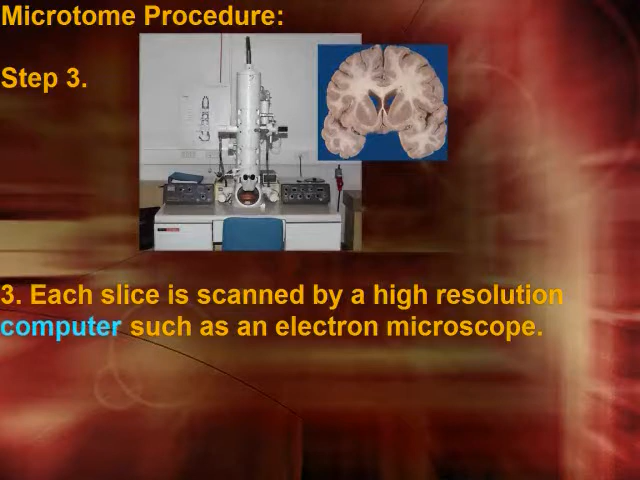 Microtome Procedure:
Step 3.
3. Each slice is scanned by a high resolution
computer such as an electron microscope.